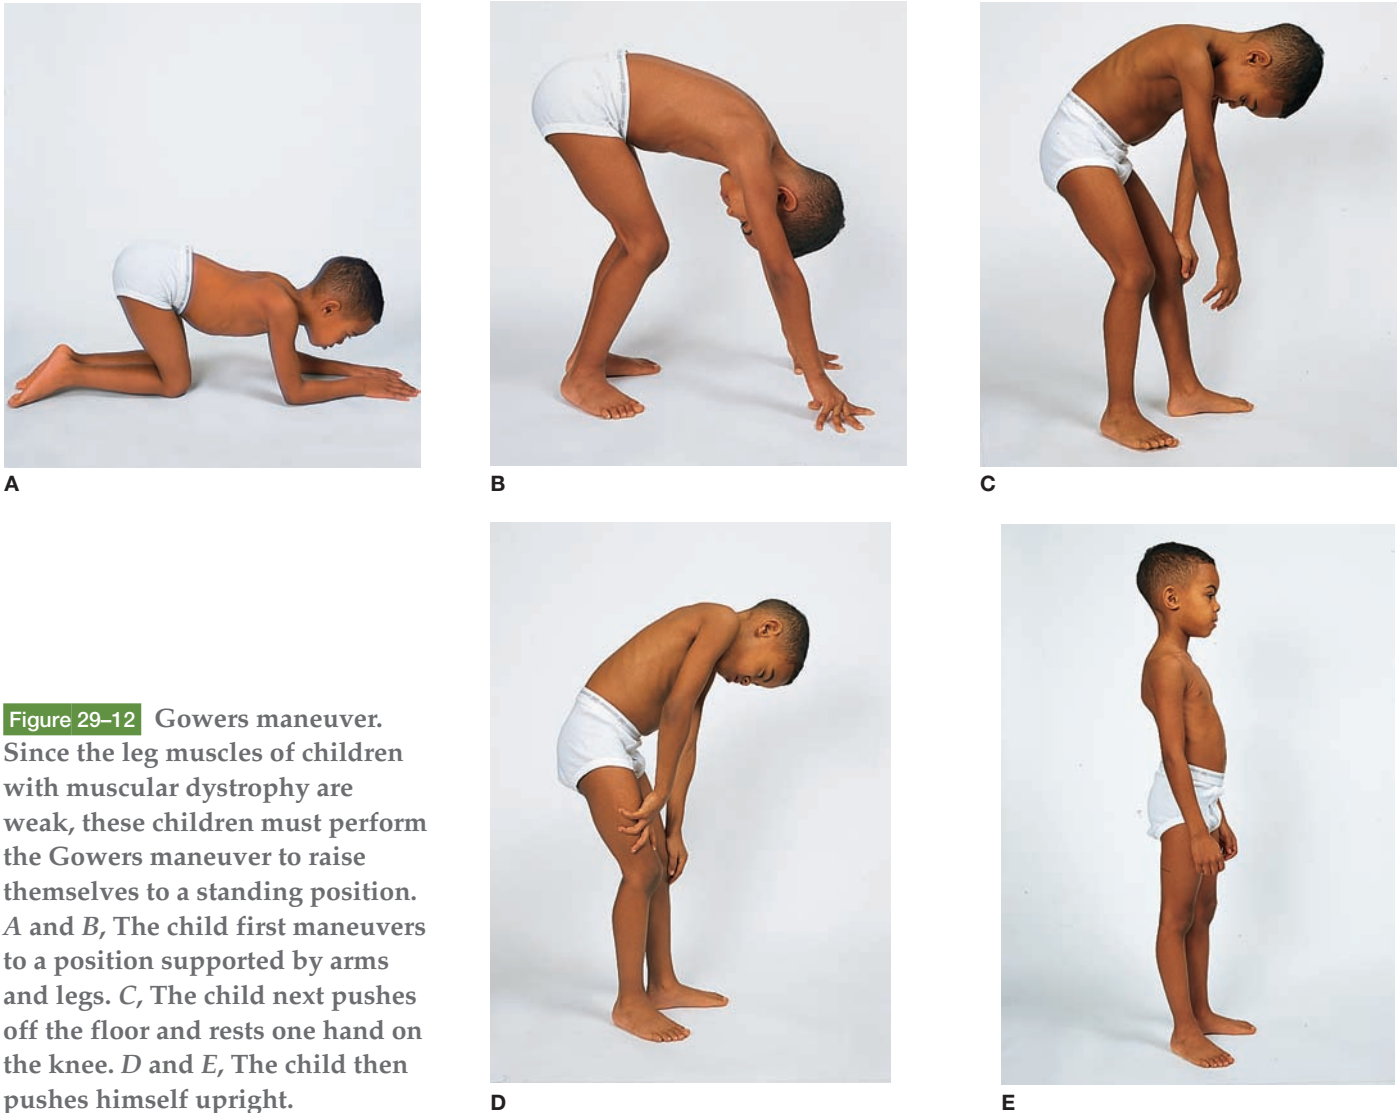 A
B
C
Figure 29–12 Gowers maneuver.
Since the leg muscles of children
with muscular dystrophy are
weak, these children must perform
the Gowers maneuver to raise
themselves to a standing position.
A and B, The child first maneuvers
to a position supported by arms
and legs. C, The child next pushes
off the floor and rests one hand on
the knee. D and E, The child then
pushes himself upright.
D
E